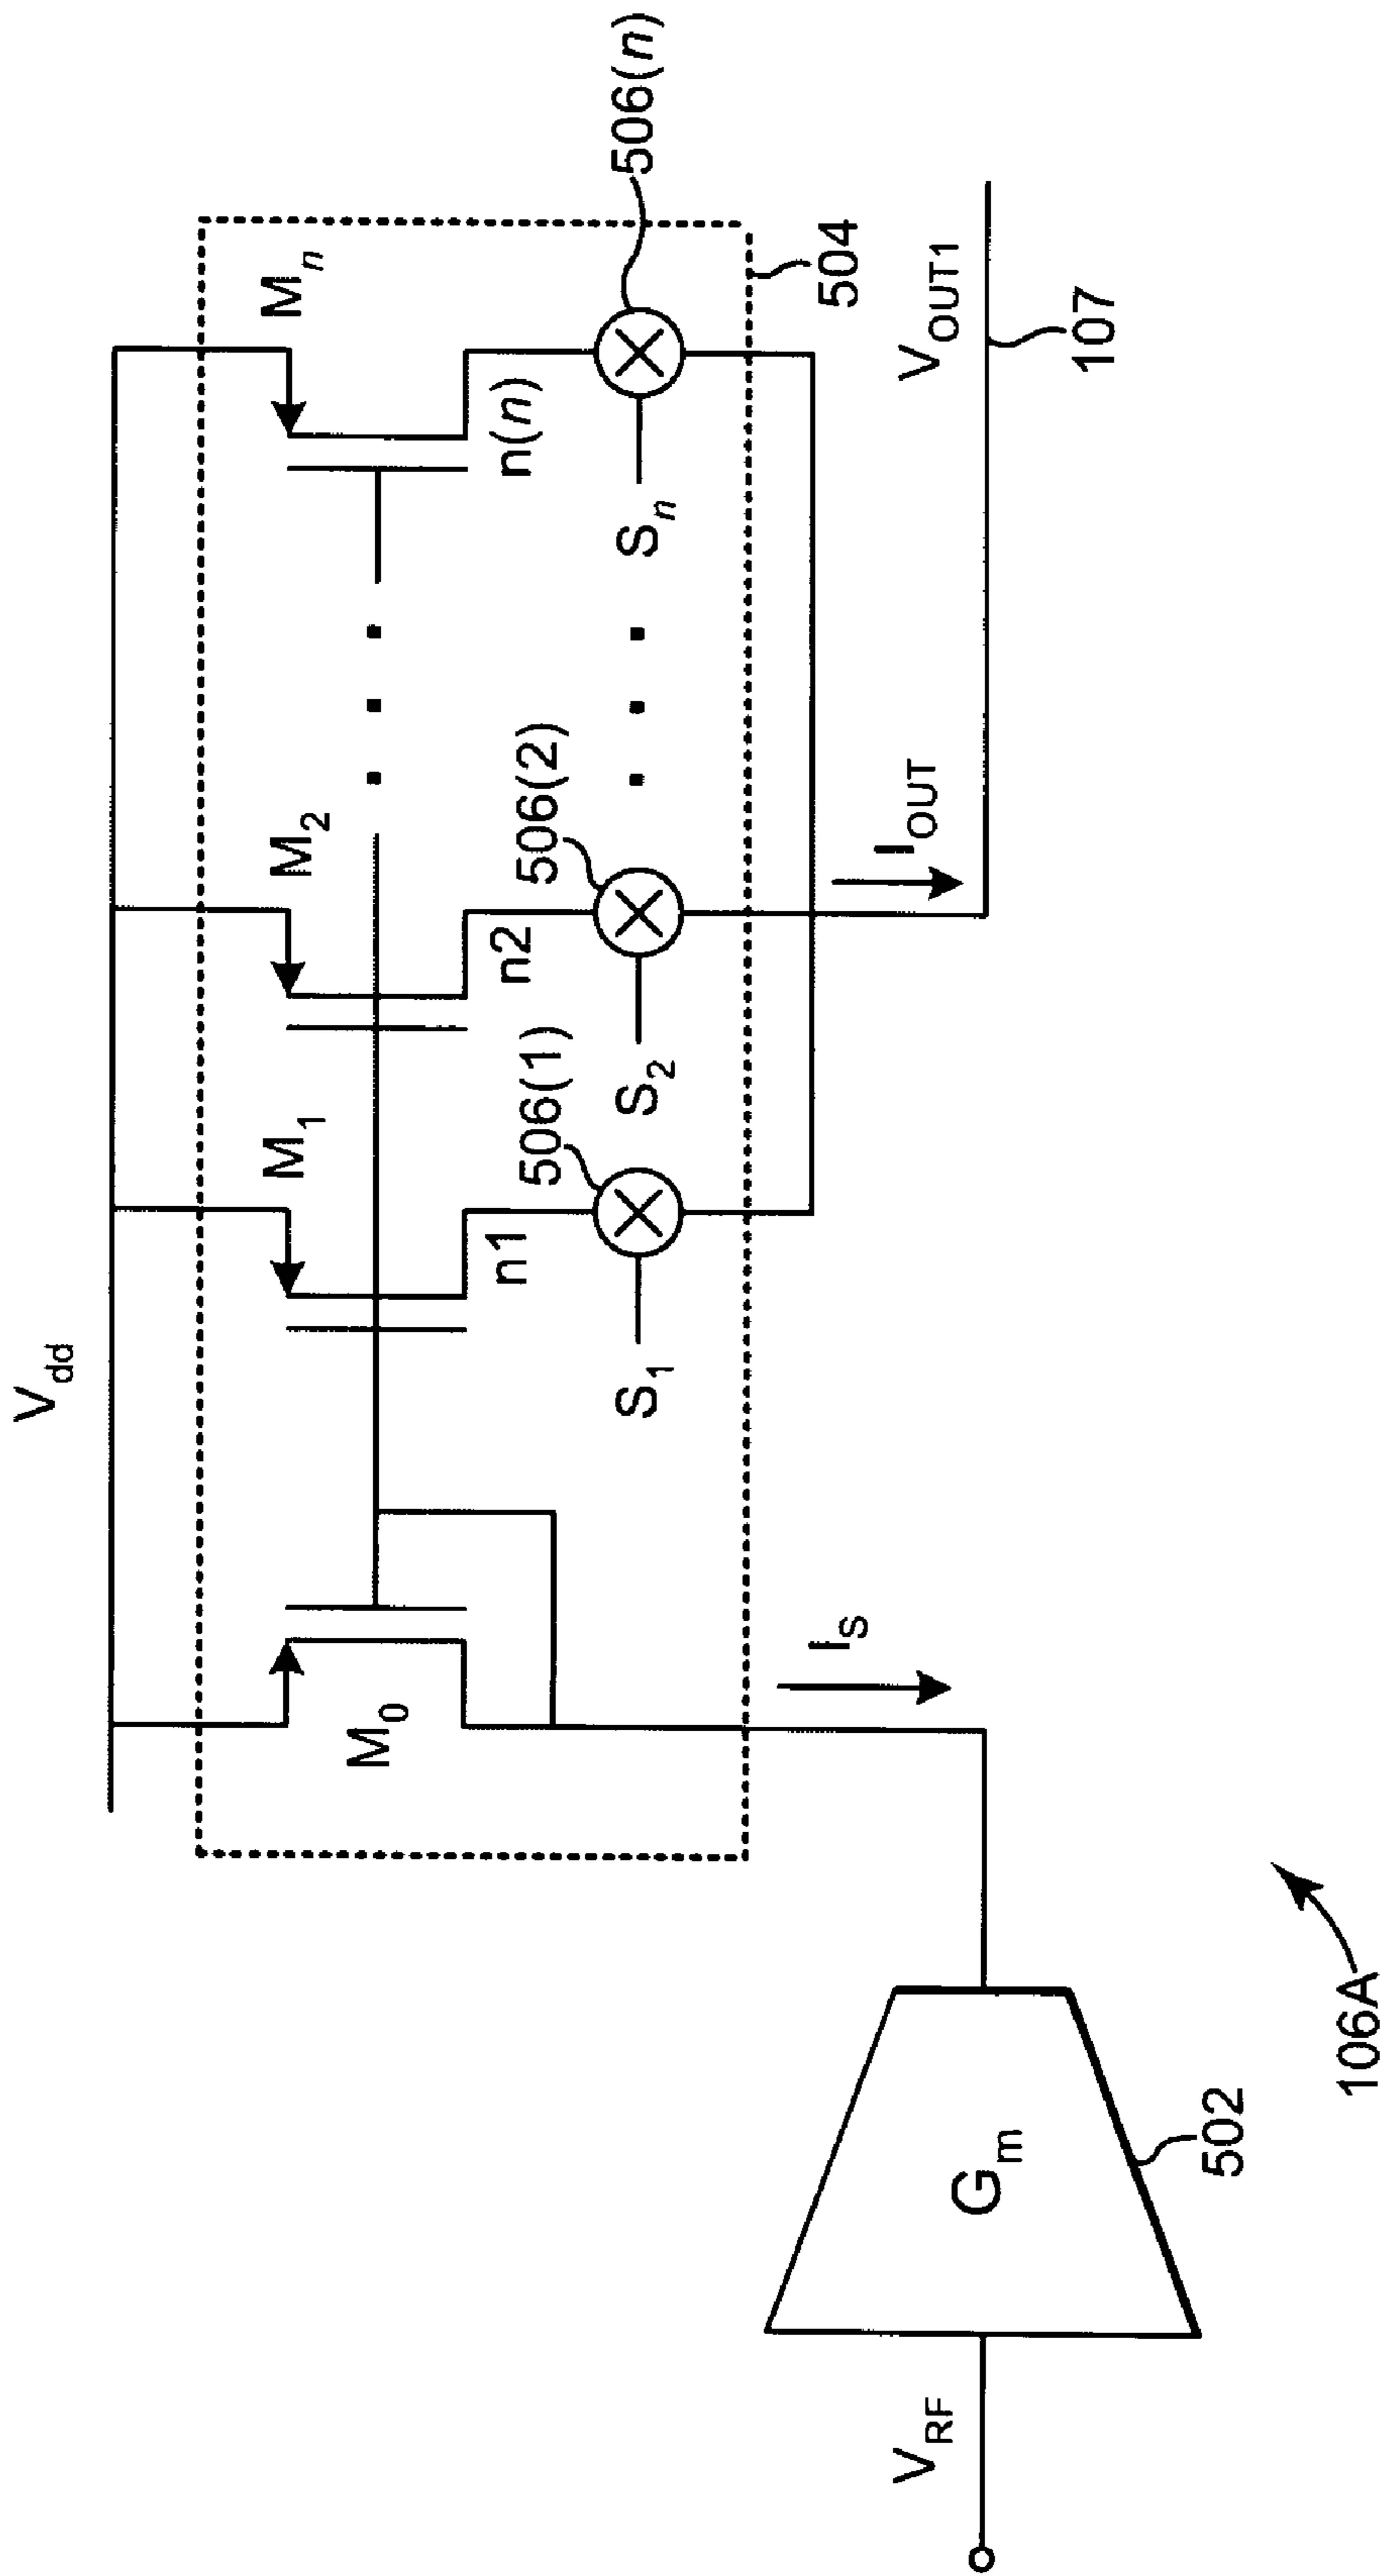 V_dd
M_0
M_1
M_2
M_n
n1
n2
n(n)
506(1)
506(2)
506(n)
S_1
S_2
S_n
504
I_S
I_OUT
V_OUT1
107
V_RF
G_m
502
106A